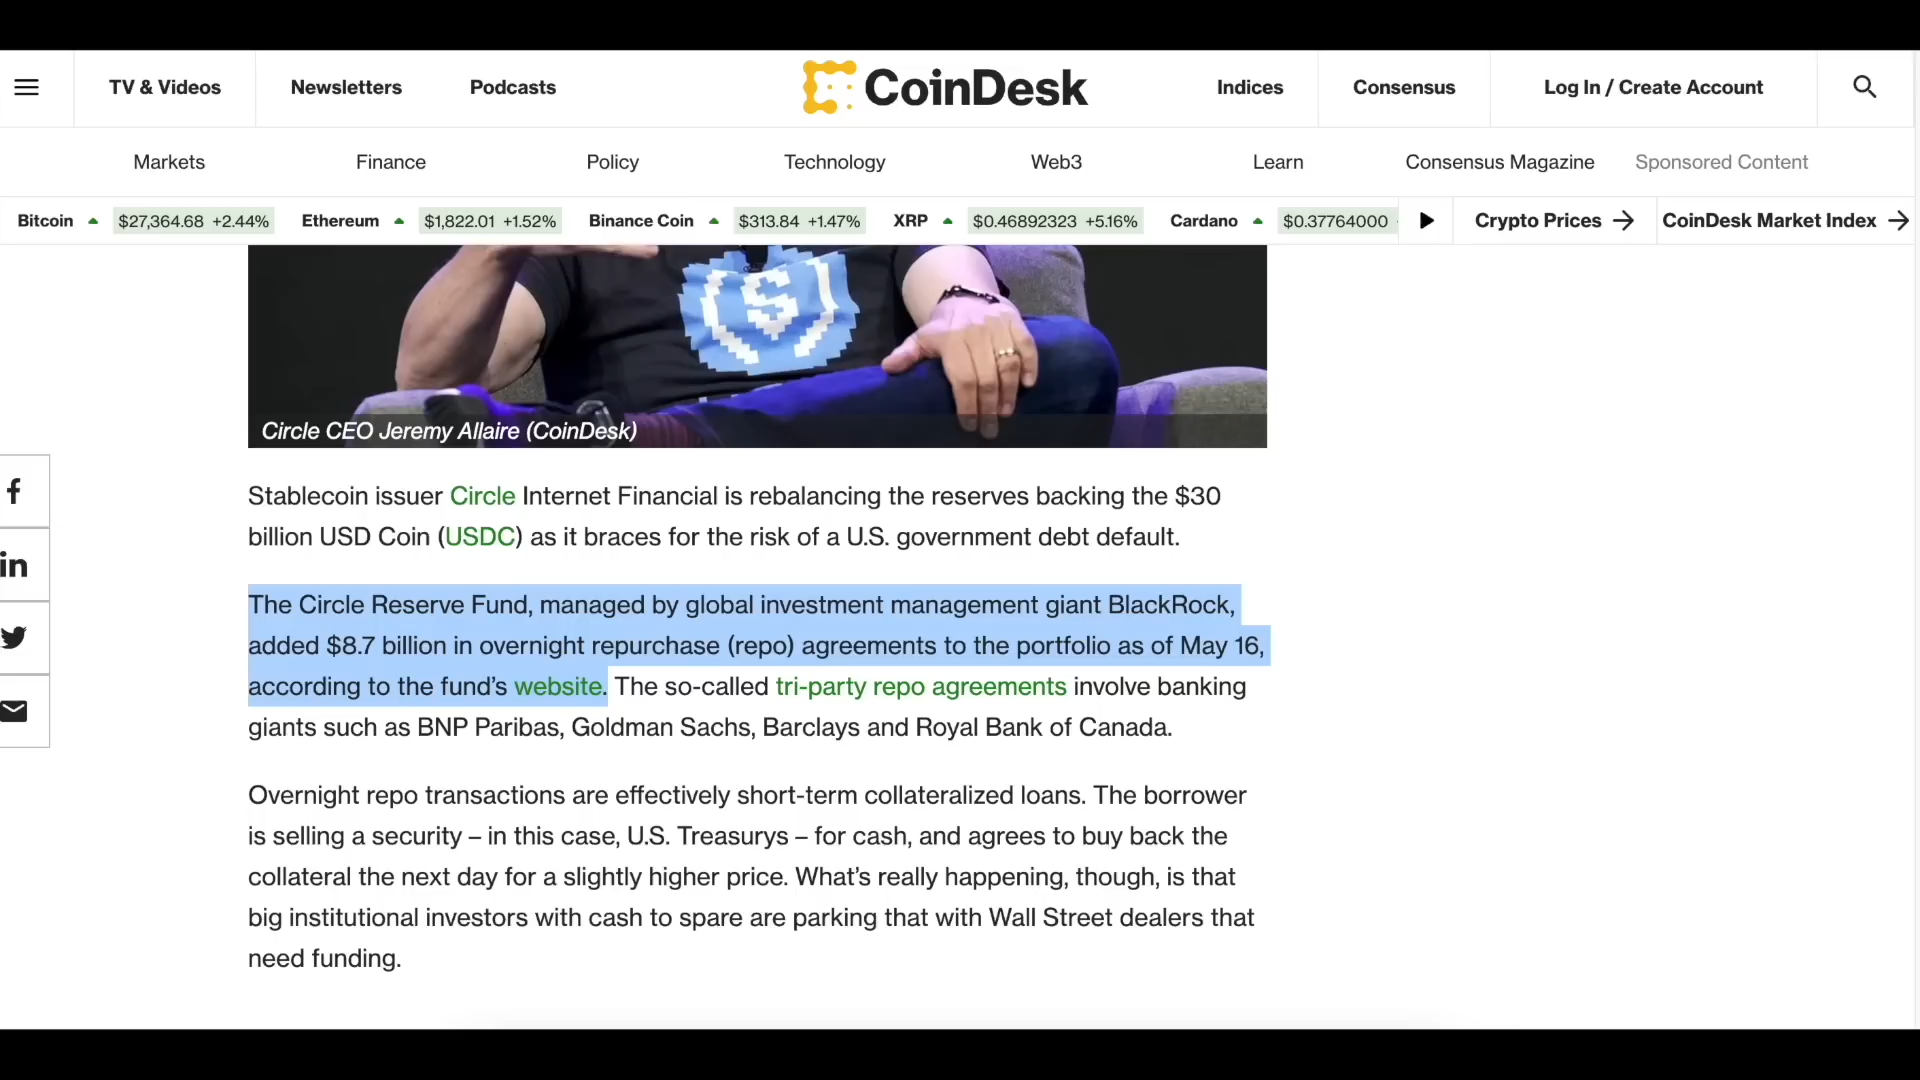 TV & Videos
Newsletters
Podcasts
CoinDesk
Indices
Consensus
Log In / Create Account
Markets
Finance
Policy
Technology
Web3
Learn
Consensus Magazine
Sponsored Content
Bitcoin $27,364.68 +2.44%
Ethereum $1,822.01 +1.52%
Binance Coin $313.84 +1.47%
XRP $0.46892323 +5.16%
Cardano $0.37764000
Crypto Prices
CoinDesk Market Index
Circle CEO Jeremy Allaire (CoinDesk)
Stablecoin issuer Circle Internet Financial is rebalancing the reserves backing the $30
billion USD Coin (USDC) as it braces for the risk of a U.S. government debt default.
The Circle Reserve Fund, managed by global investment management giant BlackRock,
added $8.7 billion in overnight repurchase (repo) agreements to the portfolio as of May 16,
according to the fund’s website. The so-called tri-party repo agreements involve banking
giants such as BNP Paribas, Goldman Sachs, Barclays and Royal Bank of Canada.
Overnight repo transactions are effectively short-term collateralized loans. The borrower
is selling a security – in this case, U.S. Treasurys – for cash, and agrees to buy back the
collateral the next day for a slightly higher price. What’s really happening, though, is that
big institutional investors with cash to spare are parking that with Wall Street dealers that
need funding.